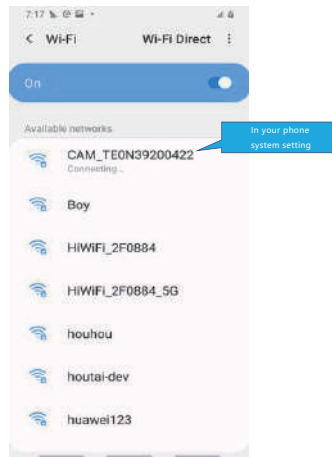 7:17
Wi-Fi
Wi-Fi Direct
On
Available networks
In your phone
system setting
CAM_TE0N39200422
Connecting...
Boy
HiWiFi_2F0884
HiWiFi_2F0884_5G
houhou
houtai-dev
huawei123